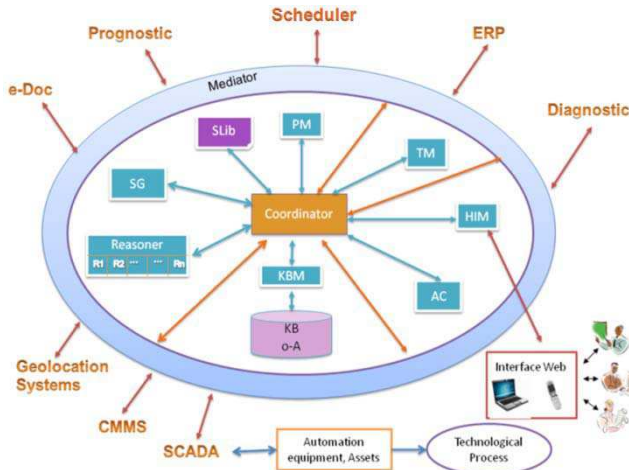 Scheduler
Prognostic
ERP
e-Doc
Mediator
Diagnostic
SLib
PM
TM
SG
Coordinator
HIM
Reasoner
R1 R2 ... ... Rn
KBM
AC
KB
o-A
Geolocation
Systems
Interface Web
CMMS
SCADA
Automation
equipment, Assets
Technological
Process